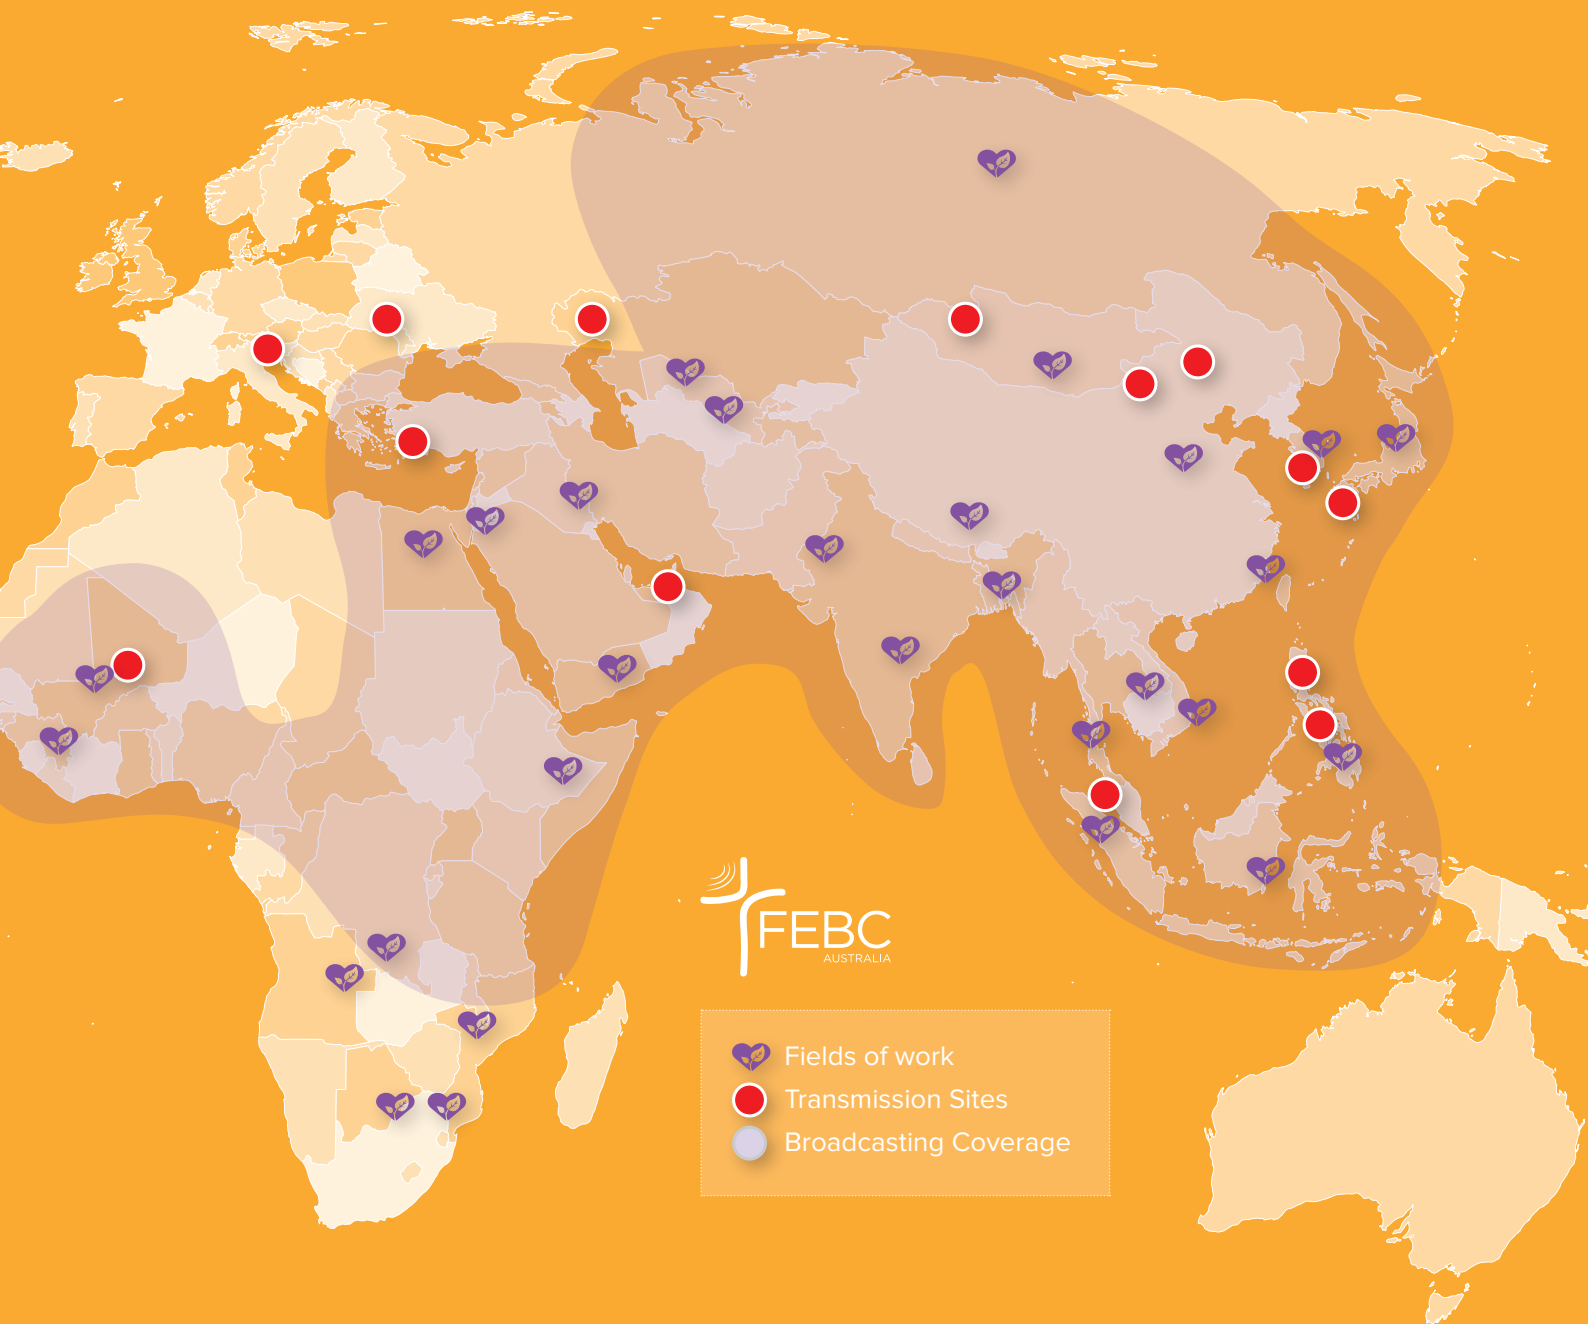 FEBC
AUSTRALIA
Fields of work
Transmission Sites
Broadcasting Coverage